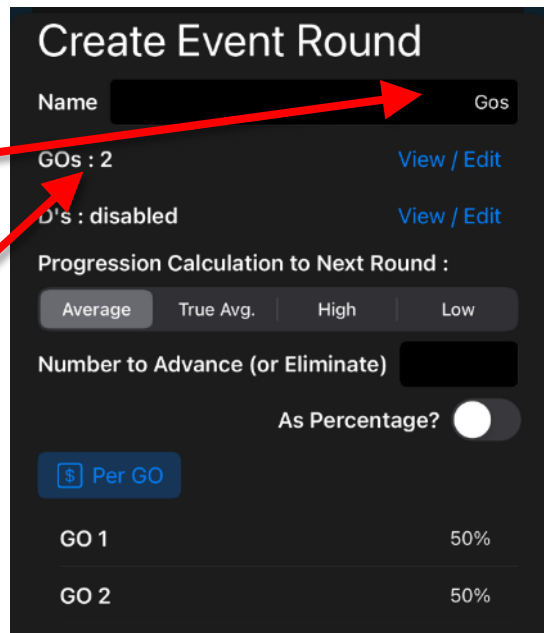 Create Event Round
Name Gos
GOs : 2 View / Edit
D's : disabled View / Edit
Progression Calculation to Next Round :
Average True Avg. High Low
Number to Advance (or Eliminate)
As Percentage?
$ Per GO
GO 1 50%
GO 2 50%